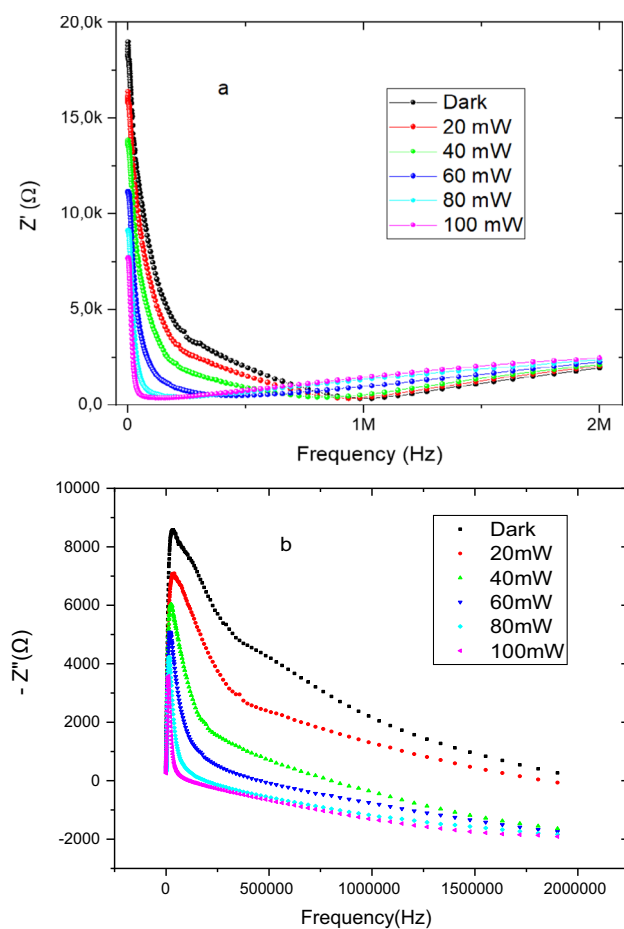 20,0k
a
15,0k
10,0k
5,0k
0,0
Z' (Ω)
Dark
20 mW
40 mW
60 mW
80 mW
100 mW
0
1M
2M
Frequency (Hz)
10000
8000
6000
4000
2000
0
-2000
- Z"(Ω)
b
Dark
20mW
40mW
60mW
80mW
100mW
0
500000
1000000
1500000
2000000
Frequency(Hz)